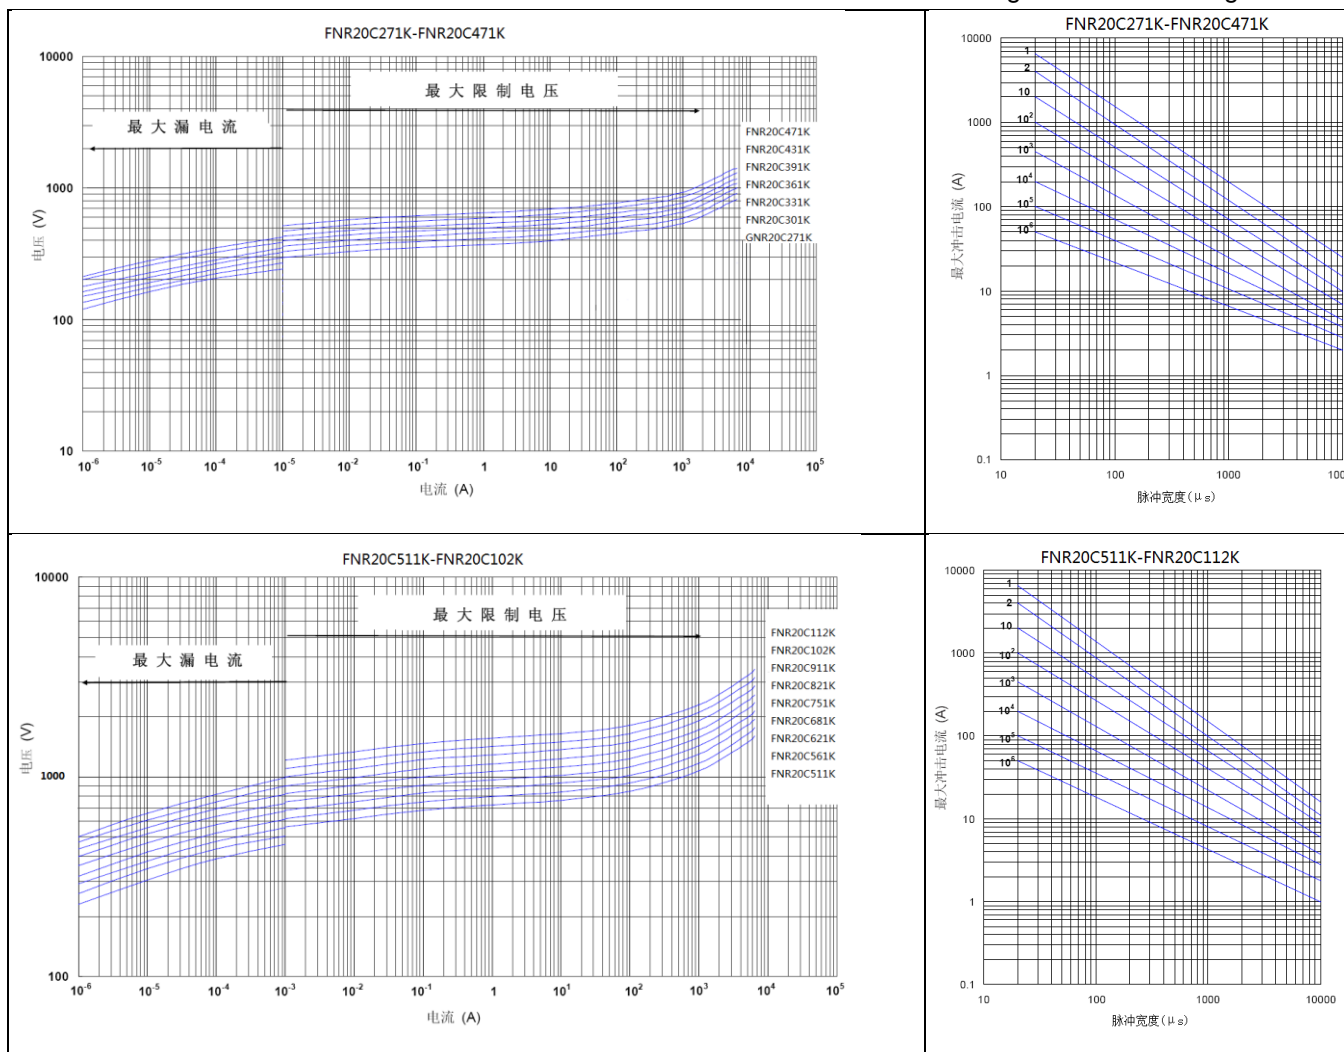 FNR20C271K-FNR20C471K
10000
1000
100
10
电压 (V)
最 大 限 制 电 压
最 大 漏 电 流
FNR20C471K
FNR20C431K
FNR20C391K
FNR20C361K
FNR20C331K
FNR20C301K
GNR20C271K
10⁻⁶ 10⁻⁵ 10⁻⁴ 10⁻⁵ 10⁻² 10⁻¹ 1 10 10² 10³ 10⁴ 10⁵
电流 (A)
FNR20C271K-FNR20C471K
10000
1000
100
10
1
0.1
最大冲击电流 (A)
1
2
10
10²
10³
10⁴
10⁵
10⁶
10 100 1000
脉冲宽度(μs)
FNR20C511K-FNR20C102K
10000
1000
100
电压 (V)
最 大 限 制 电 压
最 大 漏 电 流
FNR20C112K
FNR20C102K
FNR20C911K
FNR20C821K
FNR20C751K
FNR20C681K
FNR20C621K
FNR20C561K
FNR20C511K
10⁻⁶ 10⁻⁵ 10⁻⁴ 10⁻³ 10⁻² 10⁻¹ 1 10¹ 10² 10³ 10⁴ 10⁵
电流 (A)
FNR20C511K-FNR20C112K
10000
1000
100
10
1
0.1
最大冲击电流 (A)
1
2
10
10²
10³
10⁴
10⁵
10⁶
10 100 1000 10000
脉冲宽度(μs)